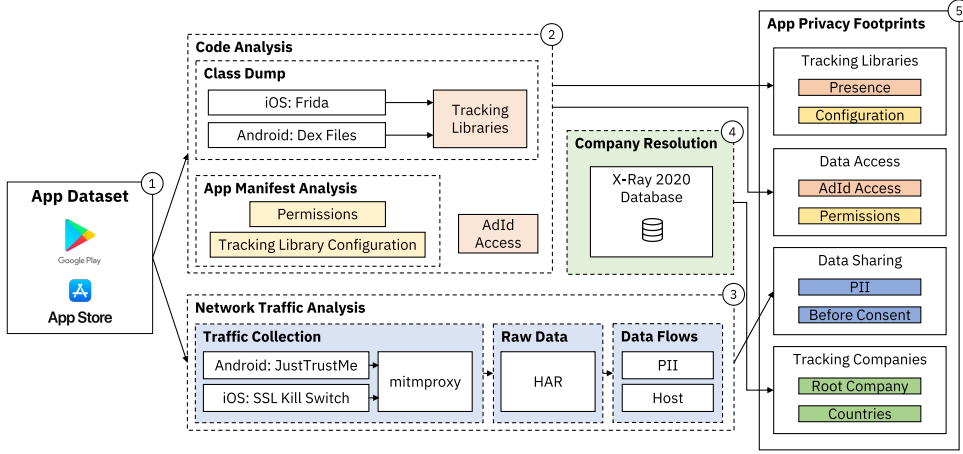 1
App Dataset
Google Play
App Store
2
Code Analysis
Class Dump
iOS: Frida
Android: Dex Files
Tracking
Libraries
App Manifest Analysis
Permissions
Tracking Library Configuration
AdId
Access
3
Network Traffic Analysis
Traffic Collection
Android: JustTrustMe
iOS: SSL Kill Switch
mitmproxy
Raw Data
HAR
Data Flows
PII
Host
4
Company Resolution
X-Ray 2020
Database
5
App Privacy Footprints
Tracking Libraries
Presence
Configuration
Data Access
AdId Access
Permissions
Data Sharing
PII
Before Consent
Tracking Companies
Root Company
Countries